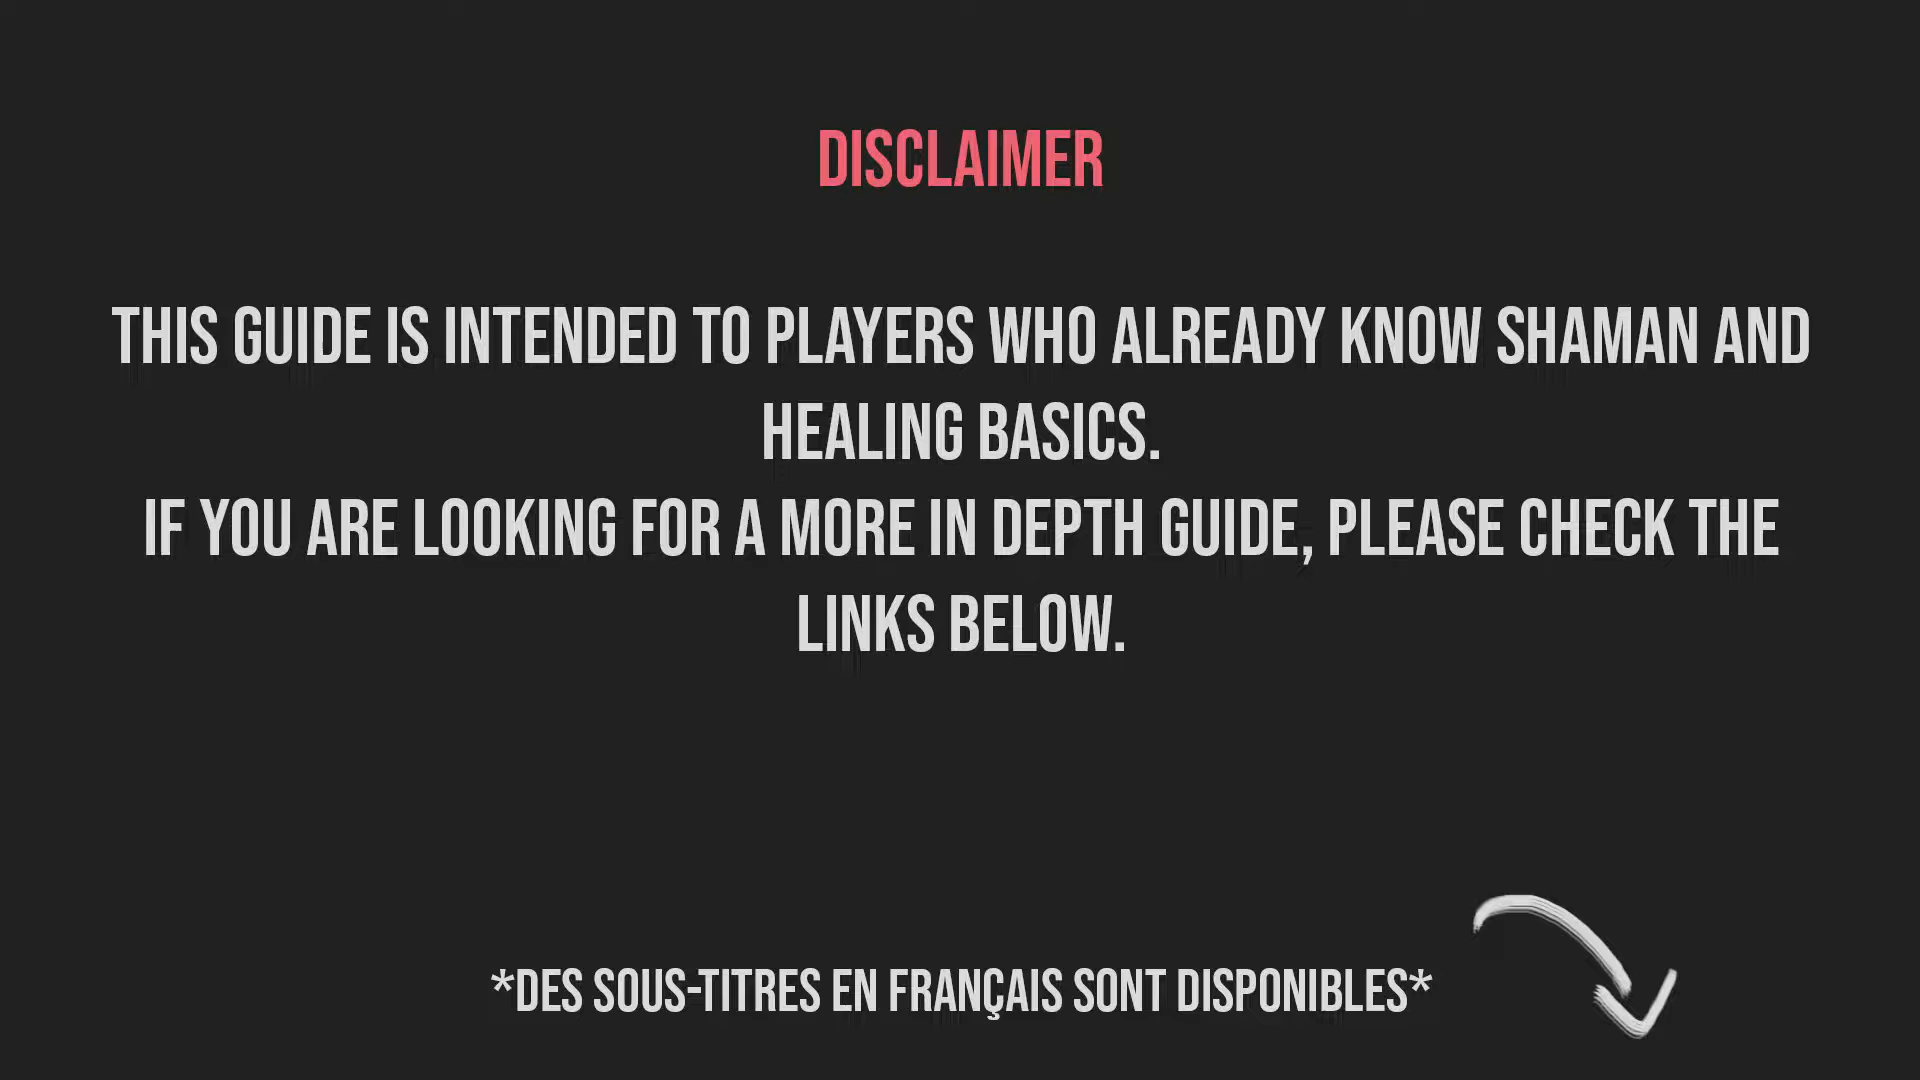 DISCLAIMER
THIS GUIDE IS INTENDED TO PLAYERS WHO ALREADY KNOW SHAMAN AND
HEALING BASICS.
IF YOU ARE LOOKING FOR A MORE IN DEPTH GUIDE, PLEASE CHECK THE
LINKS BELOW.
*DES SOUS-TITRES EN FRANÇAIS SONT DISPONIBLES*